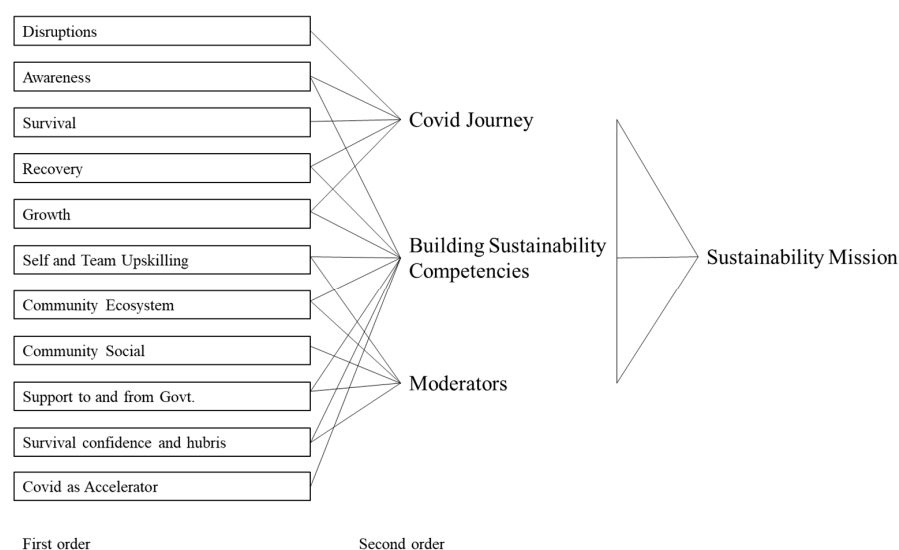 Disruptions
Awareness
Survival
Recovery
Growth
Self and Team Upskilling
Community Ecosystem
Community Social
Support to and from Govt.
Survival confidence and hubris
Covid as Accelerator
Covid Journey
Building Sustainability
Competencies
Moderators
Sustainability Mission
First order
Second order